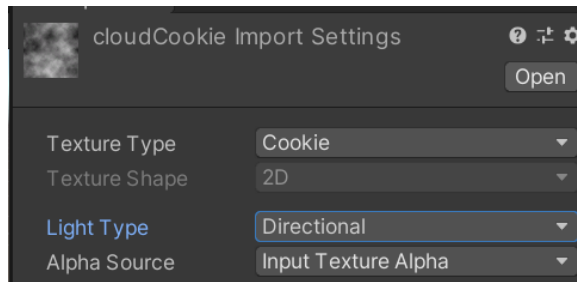 cloudCookie Import Settings
Open
Texture Type Cookie
Texture Shape 2D
Light Type Directional
Alpha Source Input Texture Alpha